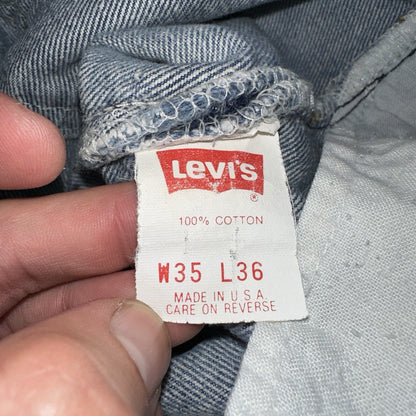 LEVI'S
®
100% COTTON
W35 L36
MADE IN U.S.A.
CARE ON REVERSE